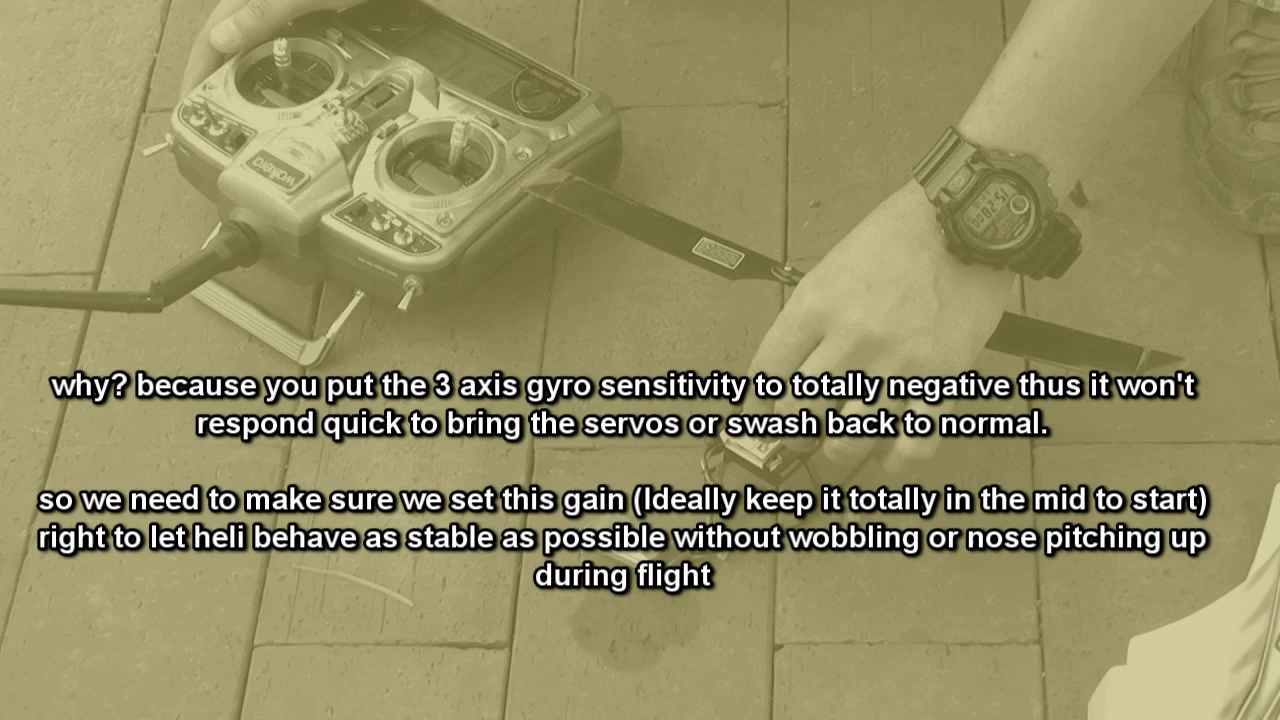 walkera
why? because you put the 3 axis gyro sensitivity to totally negative thus it won't
respond quick to bring the servos or swash back to normal.
so we need to make sure we set this gain (Ideally keep it totally in the mid to start)
right to let heli behave as stable as possible without wobbling or nose pitching up
during flight